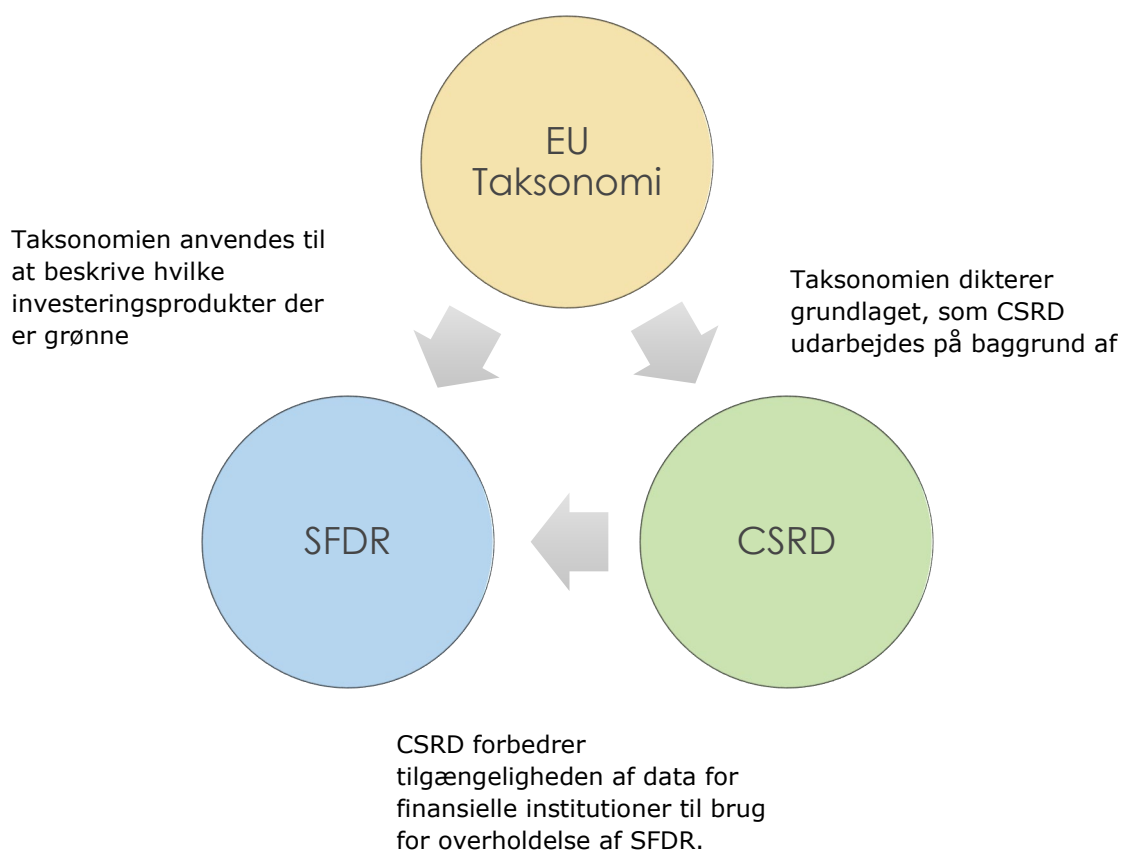 EU
Taksonomi
Taksonomien anvendes til
at beskrive hvilke
investeringsprodukter der
er grønne
Taksonomien dikterer
grundlaget, som CSRD
udarbejdes på baggrund af
SFDR
CSRD
CSRD forbedrer
tilgængeligheden af data for
finansielle institutioner til brug
for overholdelse af SFDR.